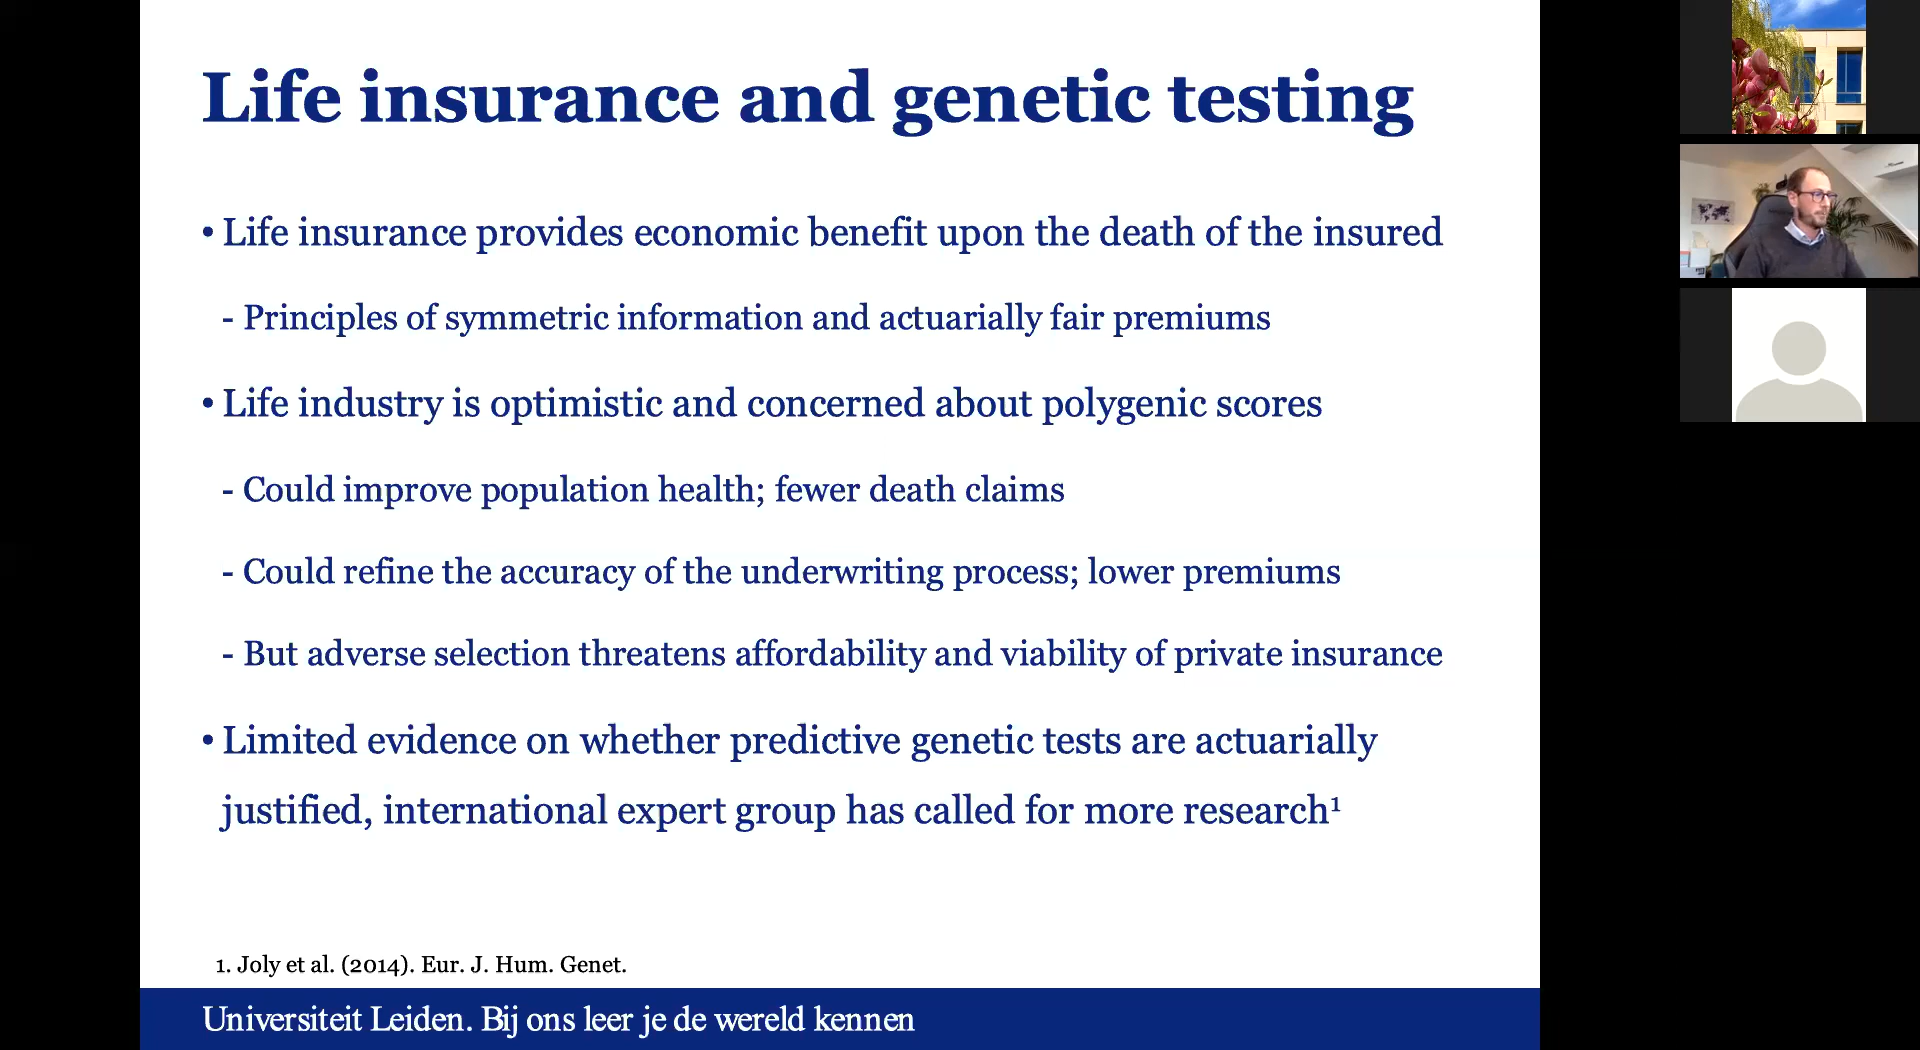 Life insurance and genetic testing
• Life insurance provides economic benefit upon the death of the insured
- Principles of symmetric information and actuarially fair premiums
• Life industry is optimistic and concerned about polygenic scores
- Could improve population health; fewer death claims
- Could refine the accuracy of the underwriting process; lower premiums
- But adverse selection threatens affordability and viability of private insurance
• Limited evidence on whether predictive genetic tests are actuarially
justified, international expert group has called for more research¹
1. Joly et al. (2014). Eur. J. Hum. Genet.
Universiteit Leiden. Bij ons leer je de wereld kennen